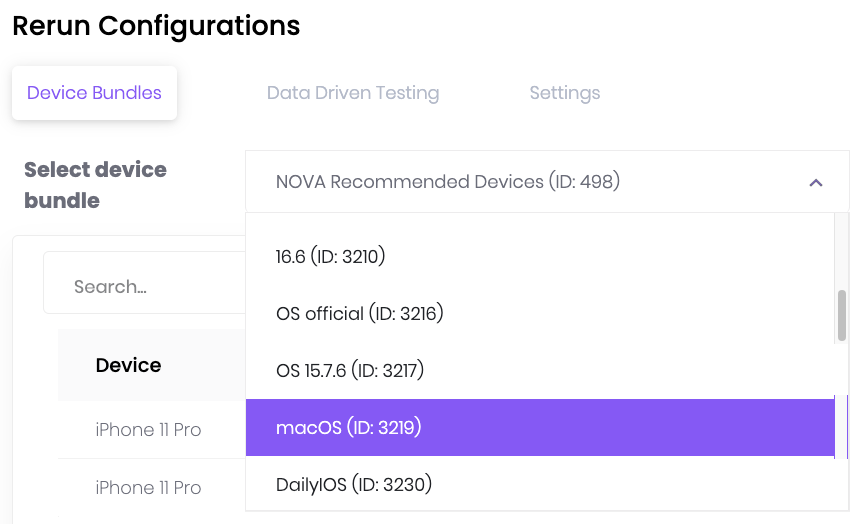 Rerun Configurations
Device Bundles Data Driven Testing Settings
Select device
bundle
NOVA Recommended Devices (ID: 498)
16.6 (ID: 3210)
Search...
OS official (ID: 3216)
Device
OS 15.7.6 (ID: 3217)
iPhone 11 Pro
macOS (ID: 3219)
iPhone 11 Pro
DailyIOS (ID: 3230)